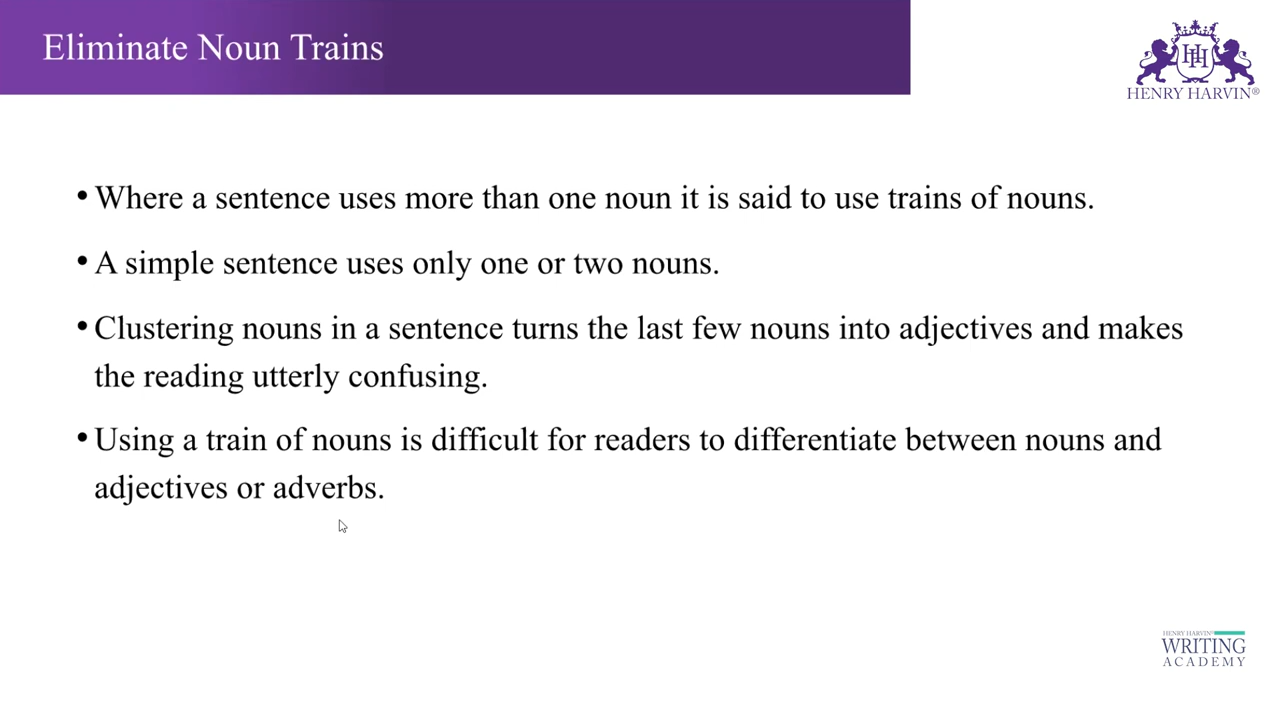 Eliminate Noun Trains
HENRY HARVIN®
• Where a sentence uses more than one noun it is said to use trains of nouns.
• A simple sentence uses only one or two nouns.
• Clustering nouns in a sentence turns the last few nouns into adjectives and makes
the reading utterly confusing.
• Using a train of nouns is difficult for readers to differentiate between nouns and
adjectives or adverbs.
HENRY HARVIN®
WRITING
ACADEMY